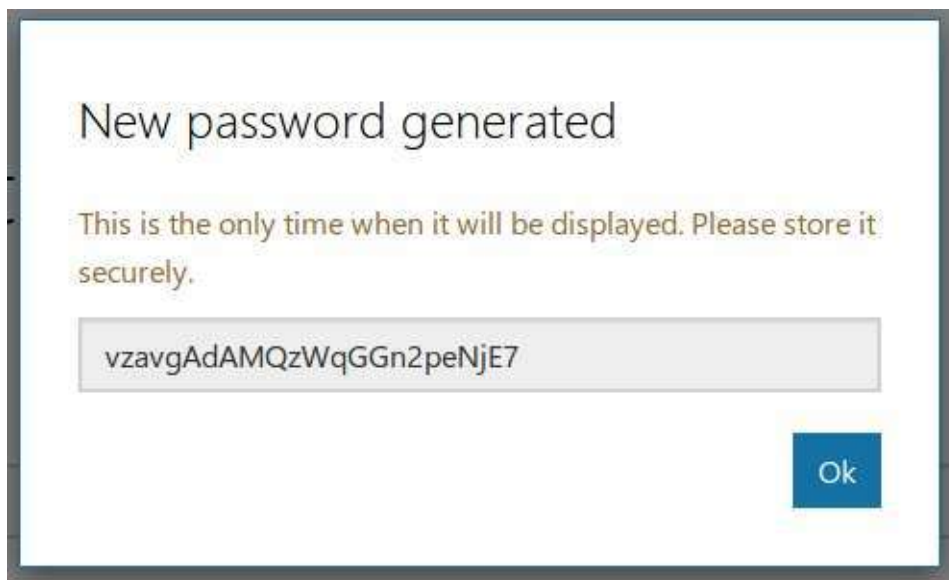 New password generated
This is the only time when it will be displayed. Please store it
securely.
vzavgAdAMQzWqGGn2peNjE7
Ok